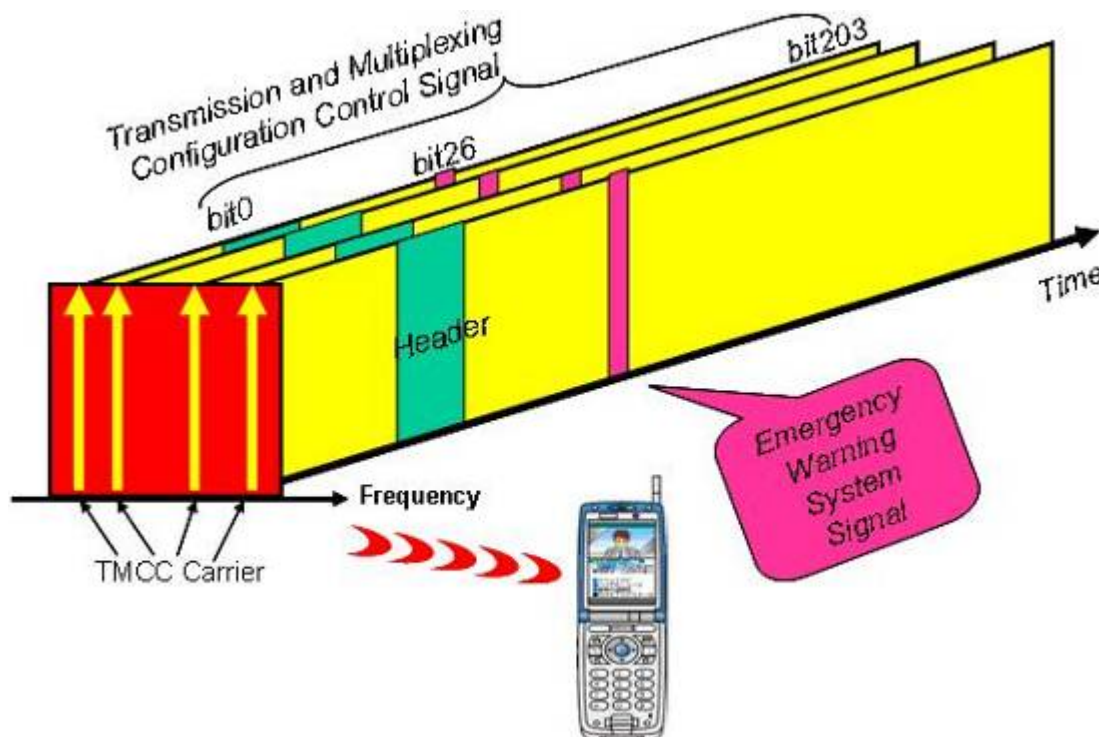 Transmission and Multiplexing
Configuration Control Signal
bit203
bit26
bit0
Header
Time
Emergency
Warning
System
Signal
Frequency
TMCC Carrier